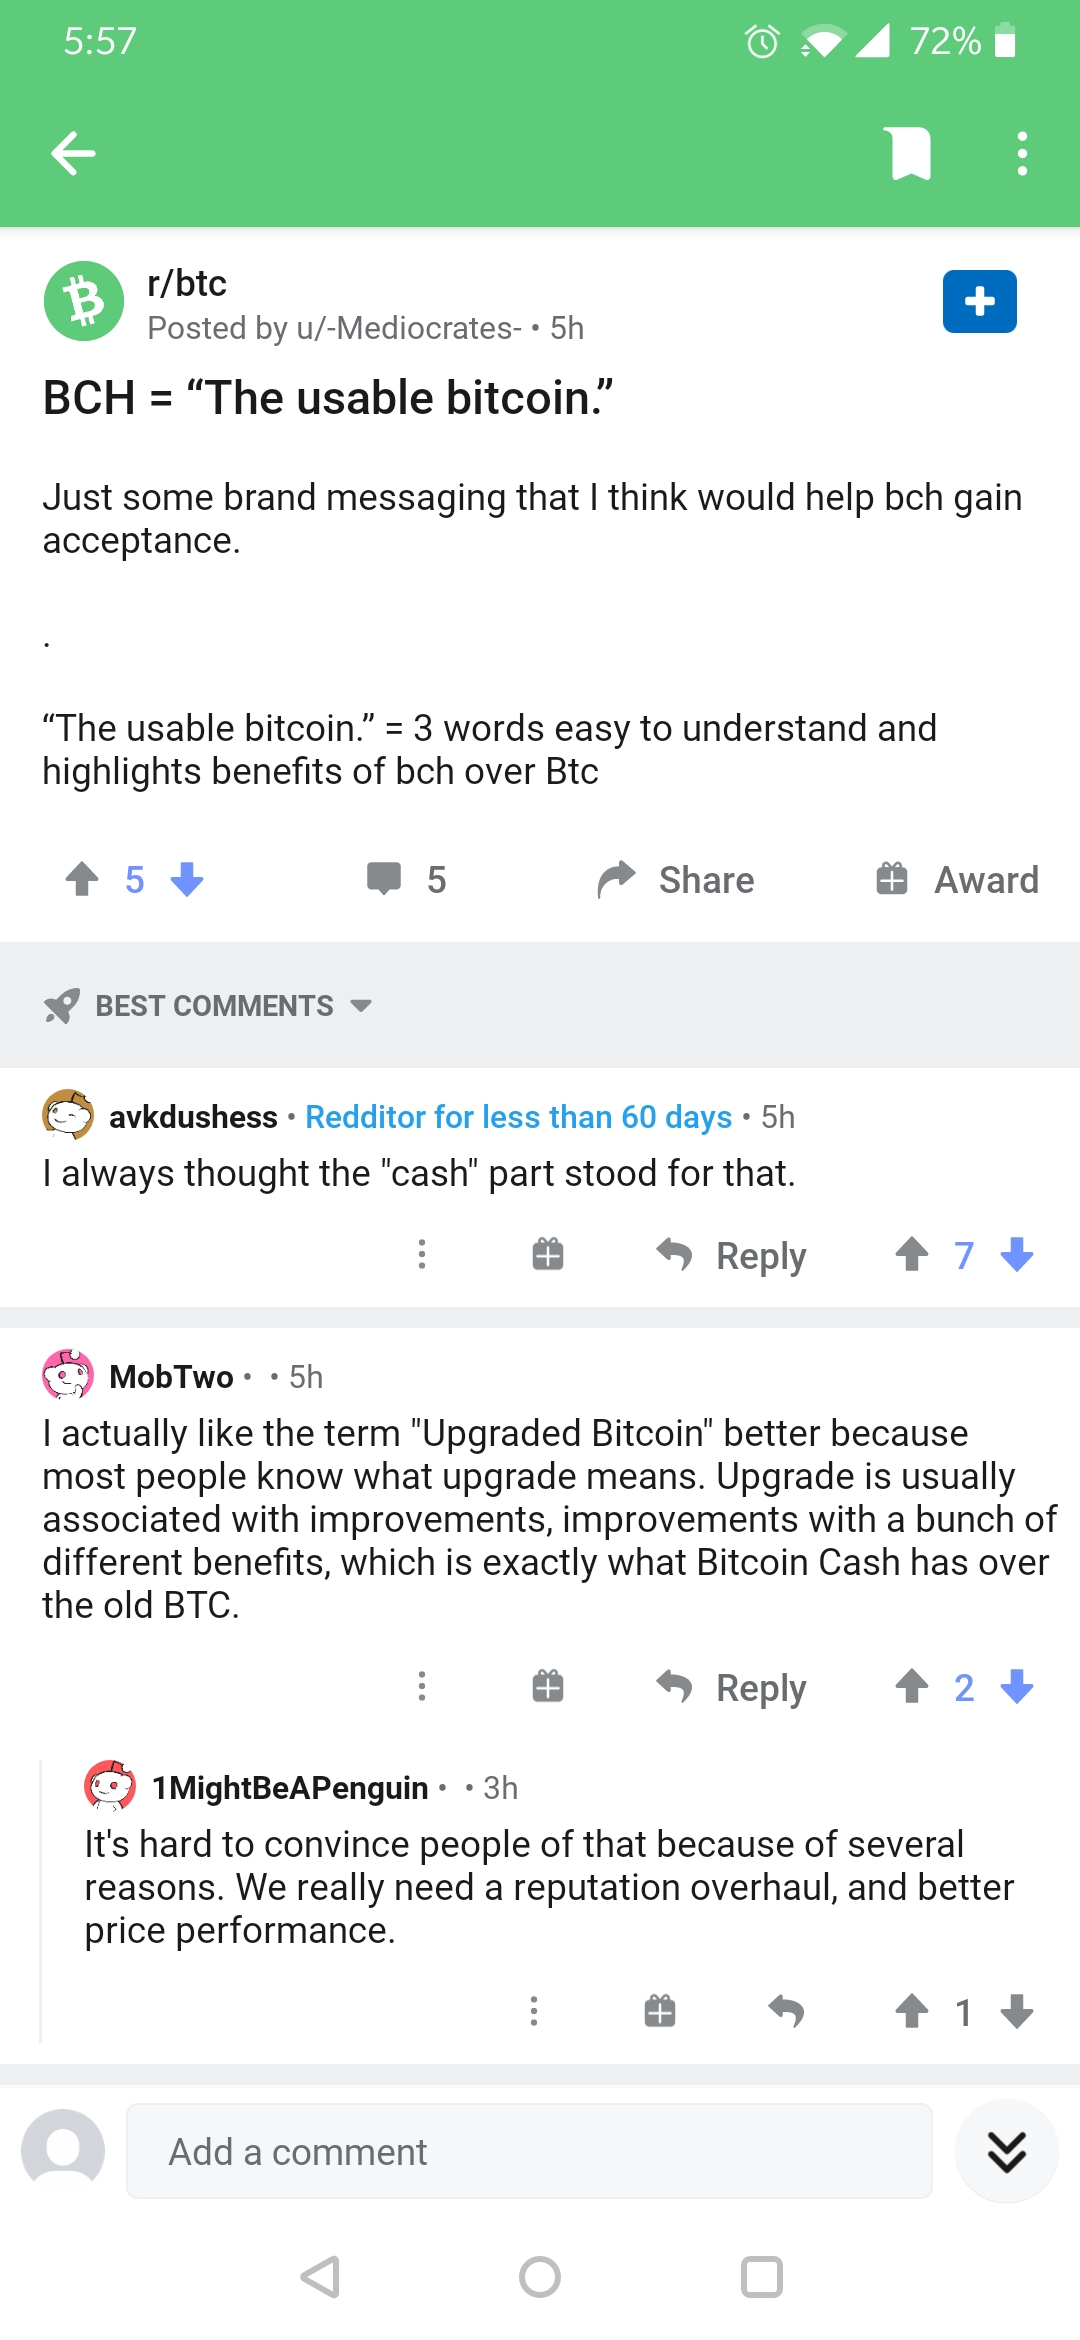 5:57
72%
r/btc
Posted by u/-Mediocrates- • 5h
BCH = “The usable bitcoin.”
Just some brand messaging that I think would help bch gain
acceptance.
.
“The usable bitcoin.” = 3 words easy to understand and
highlights benefits of bch over Btc
5
5
Share
Award
BEST COMMENTS
avkdushess • Redditor for less than 60 days • 5h
I always thought the "cash" part stood for that.
Reply
7
MobTwo • • 5h
I actually like the term "Upgraded Bitcoin" better because
most people know what upgrade means. Upgrade is usually
associated with improvements, improvements with a bunch of
different benefits, which is exactly what Bitcoin Cash has over
the old BTC.
Reply
2
1MightBeAPenguin • • 3h
It's hard to convince people of that because of several
reasons. We really need a reputation overhaul, and better
price performance.
1
Add a comment